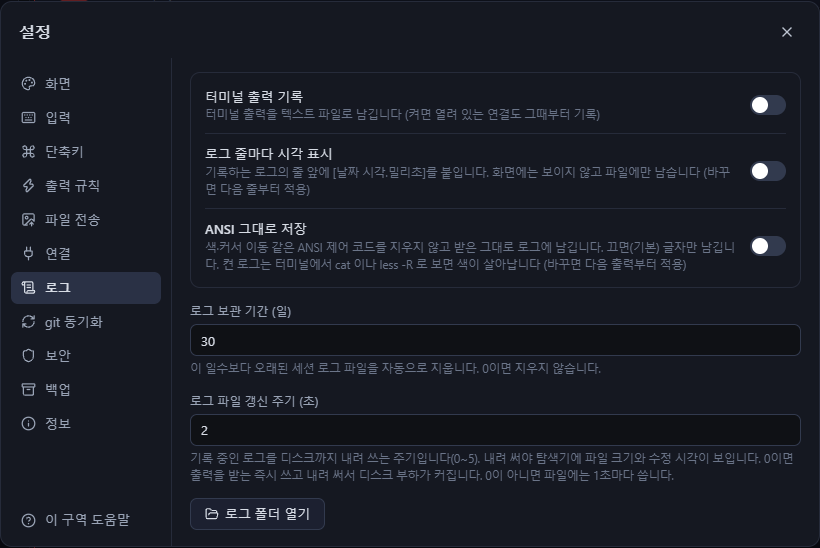 설정
화면
입력
단축키
출력 규칙
파일 전송
연결
로그
git 동기화
보안
백업
정보
이 구역 도움말
터미널 출력 기록
터미널 출력을 텍스트 파일로 남깁니다 (켜면 열려 있는 연결도 그때부터 기록)
로그 줄마다 시각 표시
기록하는 로그의 줄 앞에 [날짜 시각.밀리초]를 붙입니다. 화면에는 보이지 않고 파일에만 남습니다 (바꾸
면 다음 줄부터 적용)
ANSI 그대로 저장
색·커서 이동 같은 ANSI 제어 코드를 지우지 않고 받은 그대로 로그에 남깁니다. 끄면(기본) 글자만 남깁니
다. 켠 로그는 터미널에서 cat 이나 less -R 로 보면 색이 살아납니다 (바꾸면 다음 출력부터 적용)
로그 보관 기간 (일)
30
이 일수보다 오래된 세션 로그 파일을 자동으로 지웁니다. 0이면 지우지 않습니다.
로그 파일 갱신 주기 (초)
2
기록 중인 로그를 디스크까지 내려 쓰는 주기입니다(0~5). 내려 써야 탐색기에 파일 크기와 수정 시각이 보입니다. 0이면
출력을 받는 즉시 쓰고 내려 써서 디스크 부하가 커집니다. 0이 아니면 파일에는 1초마다 씁니다.
로그 폴더 열기